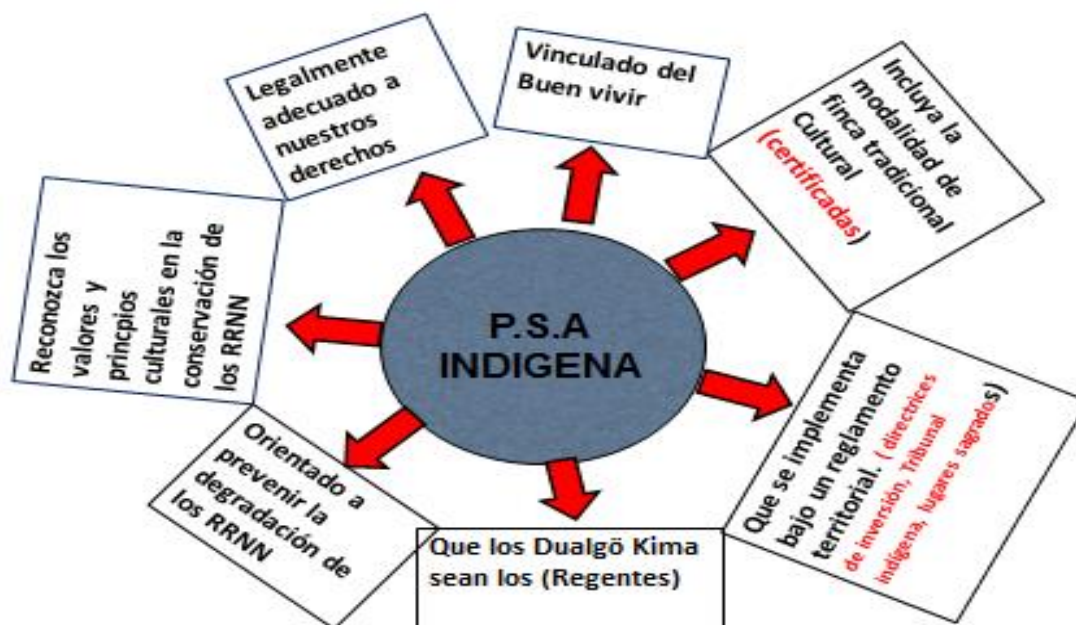 Legalmente
adecuado a
nuestros
derechos
Vinculado del
Buen vivir
Incluya la
modalidad de
finca tradicional
Cultural
(certificadas)
Reconozca los
valores y
princpios
culturales en la
conservación de
los RRNN
P.S.A
INDIGENA
Que se implementa
bajo un reglamento
territorial. ( directrices
de inversión, Tribunal
indígena, lugares sagrados)
Orientado a
prevenir la
degradación de
los RRNN
Que los Dualgö Kima
sean los (Regentes)